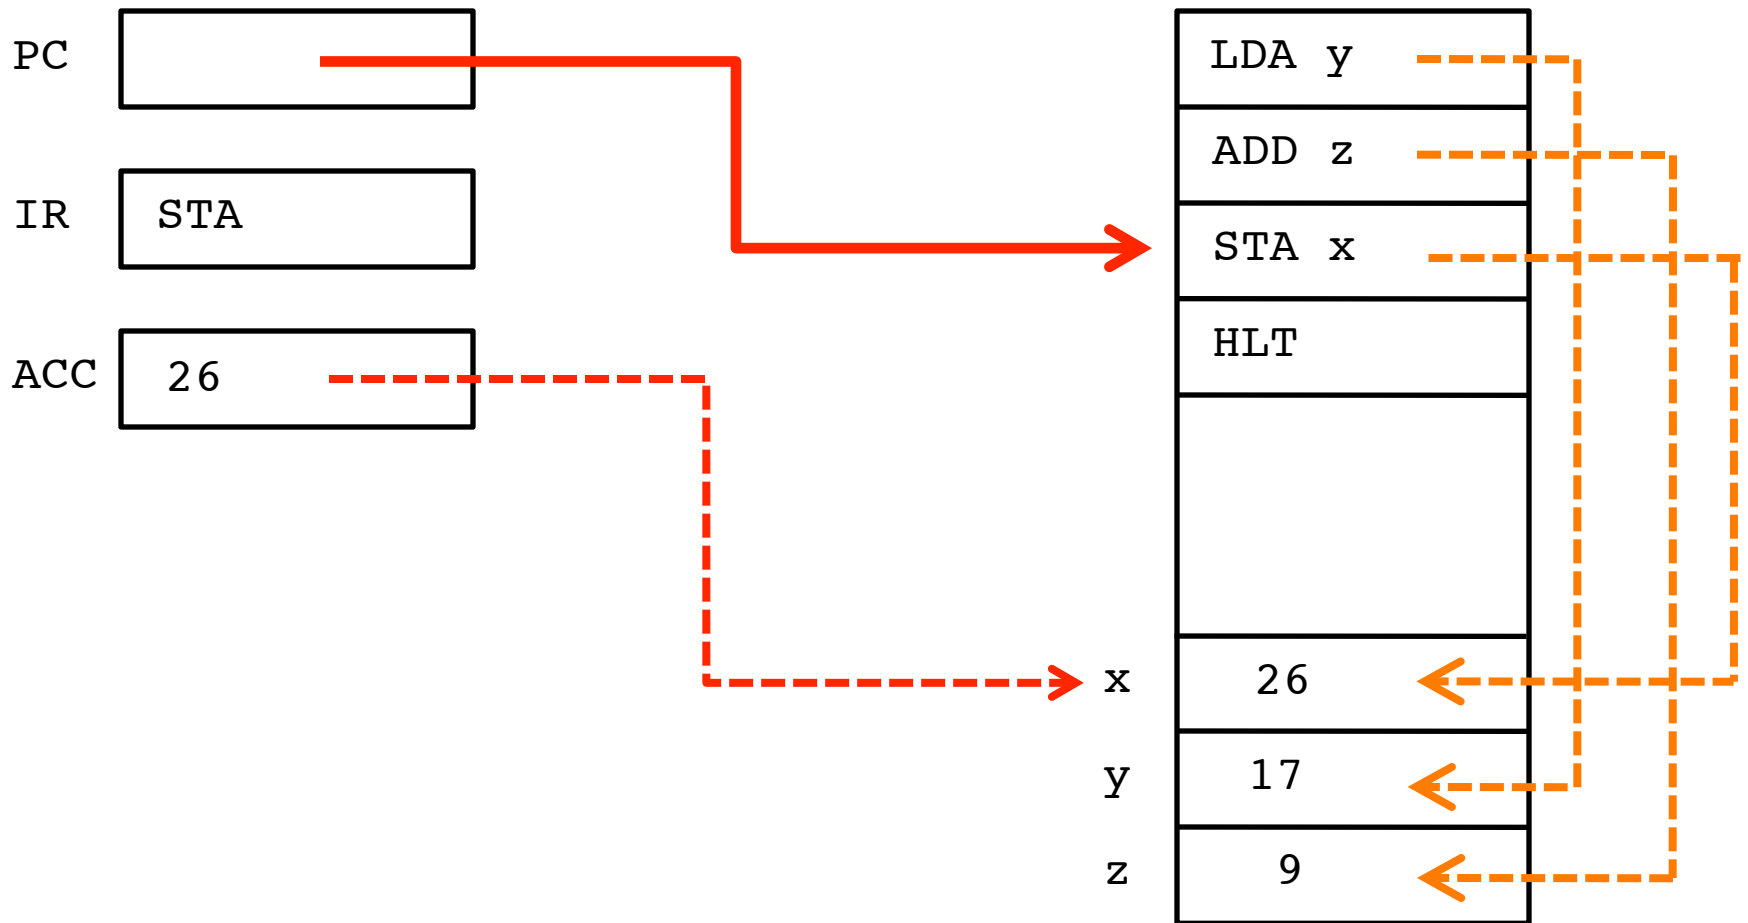 PC
IR STA
ACC 26
LDA y
ADD z
STA x
HLT
x 26
y 17
z 9